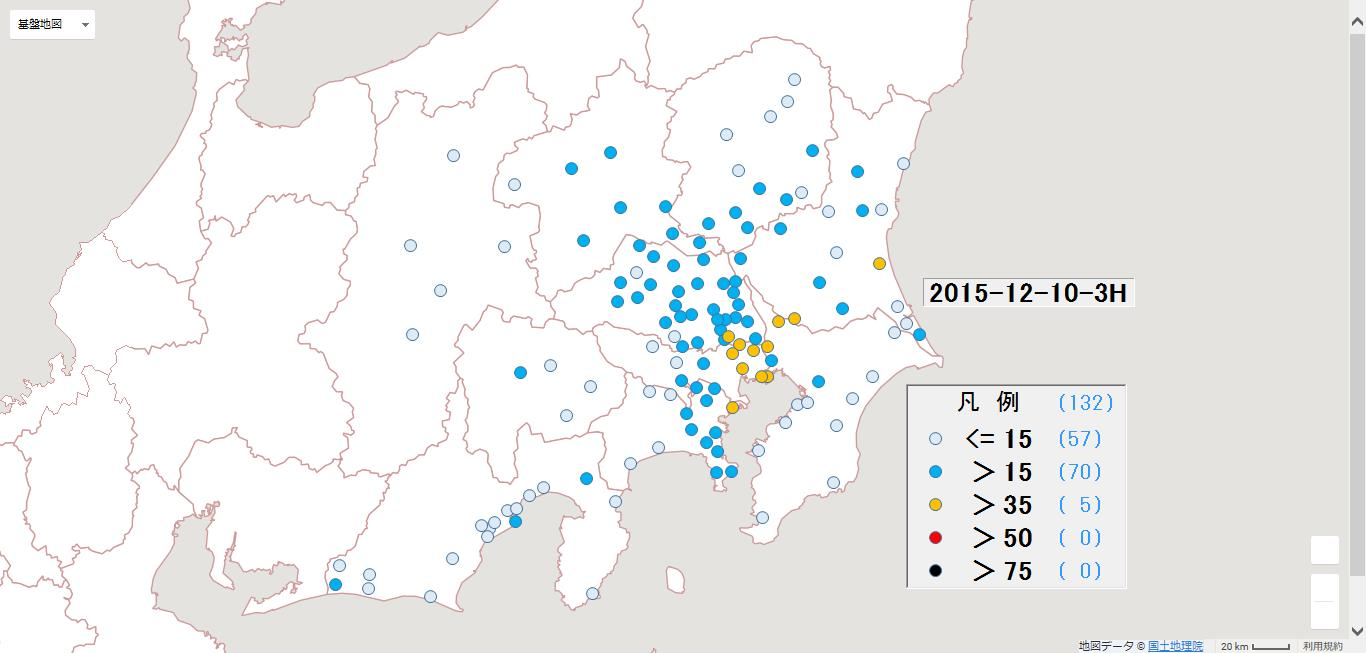 基盤地図
2015-12-10-3H
凡 例 (132)
<= 15 (57)
> 15 (70)
> 35 ( 5)
> 50 ( 0)
> 75 ( 0)
地図データ © 国土地理院 20 km 利用規約